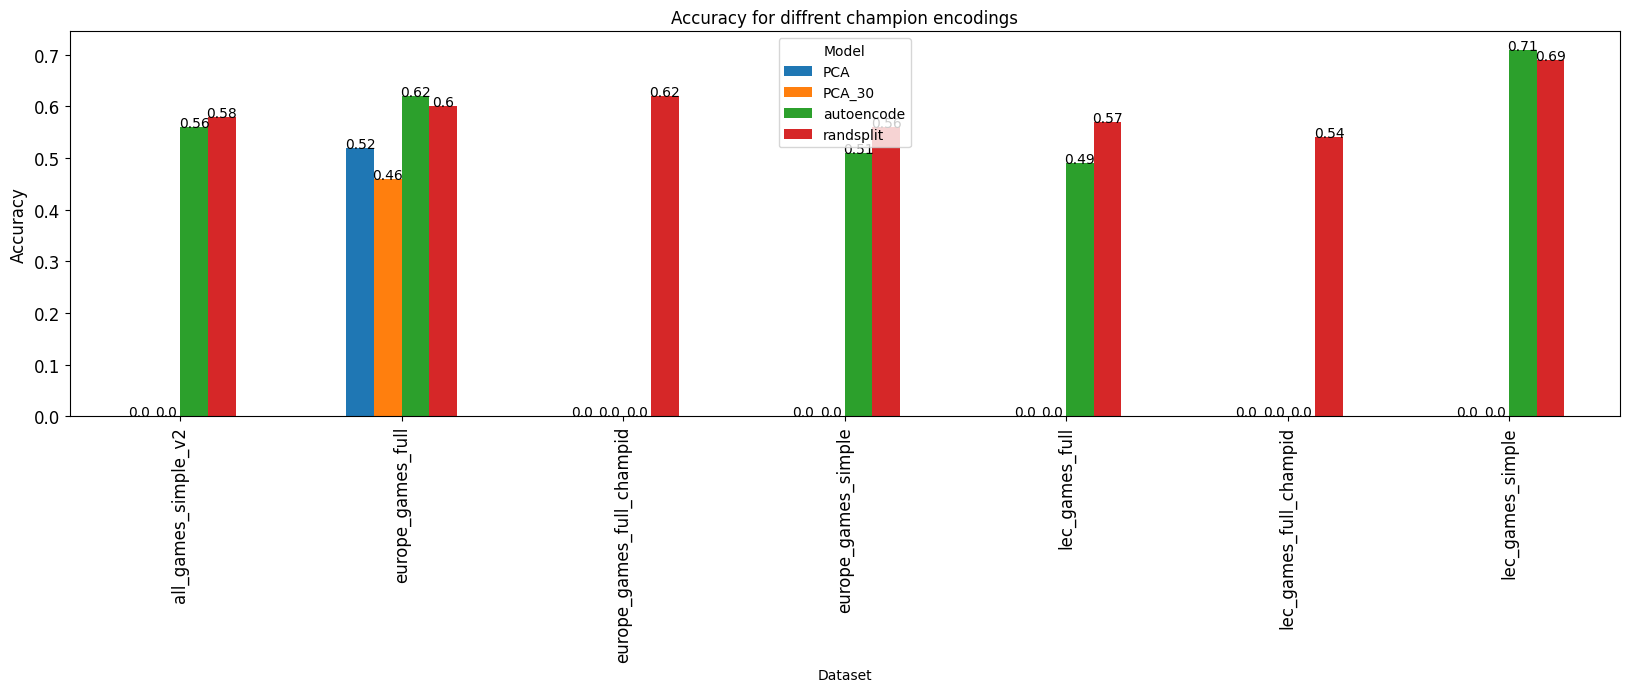 Accuracy for diffrent champion encodings
Model
PCA
PCA_30
autoencode
randsplit
Accuracy
0.7
0.6
0.5
0.4
0.3
0.2
0.1
0.0
0.0 0.0 0.56 0.58
0.52 0.46 0.62 0.6
0.0 0.0 0.0 0.62
0.0 0.0 0.51 0.56
0.0 0.0 0.49 0.57
0.0 0.0 0.0 0.54
0.0 0.0 0.71 0.69
all_games_simple_v2
europe_games_full
europe_games_full_champid
europe_games_simple
lec_games_full
lec_games_full_champid
lec_games_simple
Dataset